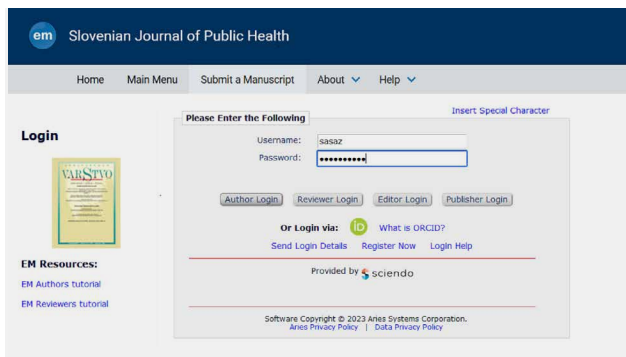 em Slovenian Journal of Public Health
Home Main Menu Submit a Manuscript About Help
Insert Special Character
Please Enter the Following
Login
Username: sasaz
Password: ••••••••••
VARSTVO
Author Login Reviewer Login Editor Login Publisher Login
Or Login via: iD What is ORCID?
Send Login Details Register Now Login Help
EM Resources:
Provided by sciendo
EM Authors tutorial
EM Reviewers tutorial
Software Copyright © 2023 Aries Systems Corporation.
Aries Privacy Policy | Data Privacy Policy